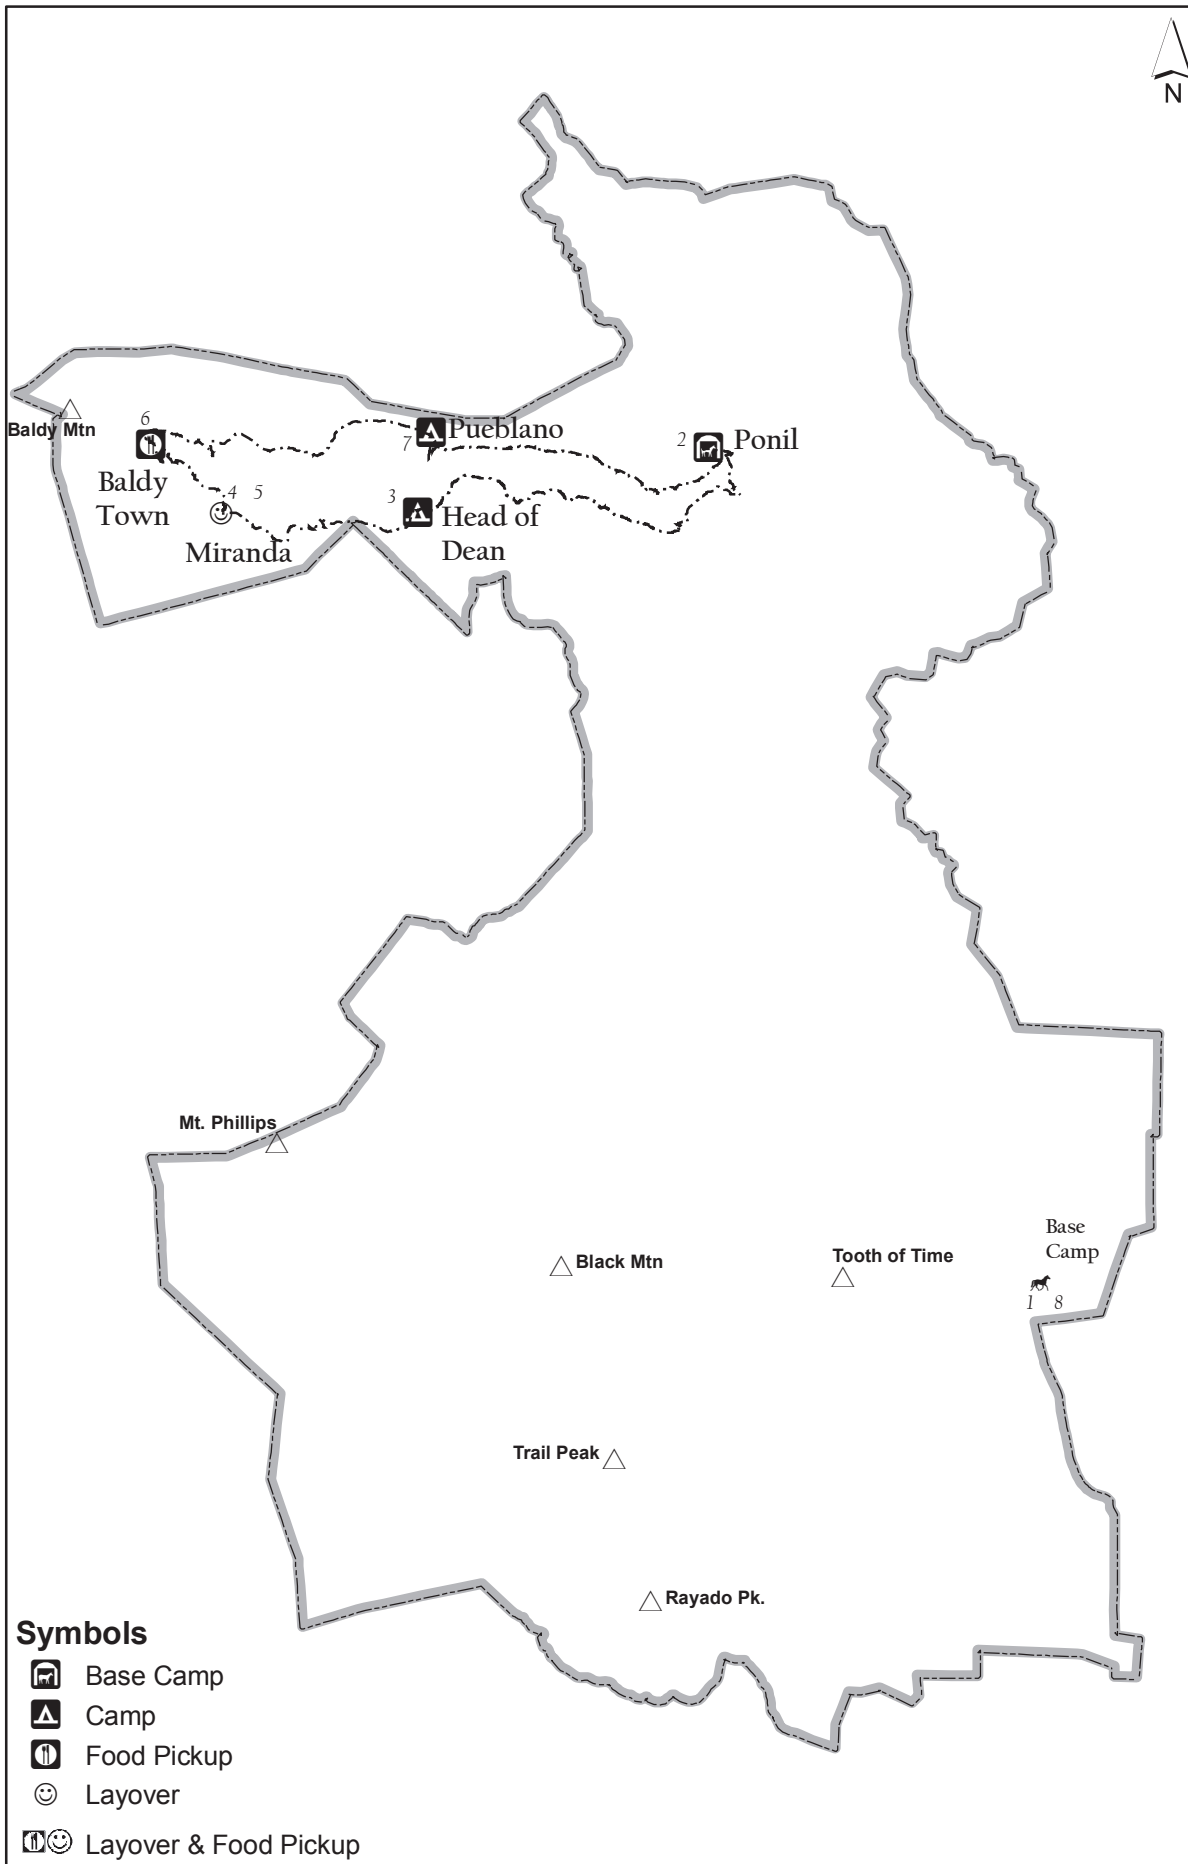 N
Baldy Mtn
6
Baldy
Town
4 5
Miranda
7
Pueblano
3
Head of
Dean
2
Ponil
Mt. Phillips
Black Mtn
Tooth of Time
Base
Camp
1 8
Trail Peak
Rayado Pk.
Symbols
Base Camp
Camp
Food Pickup
Layover
Layover & Food Pickup